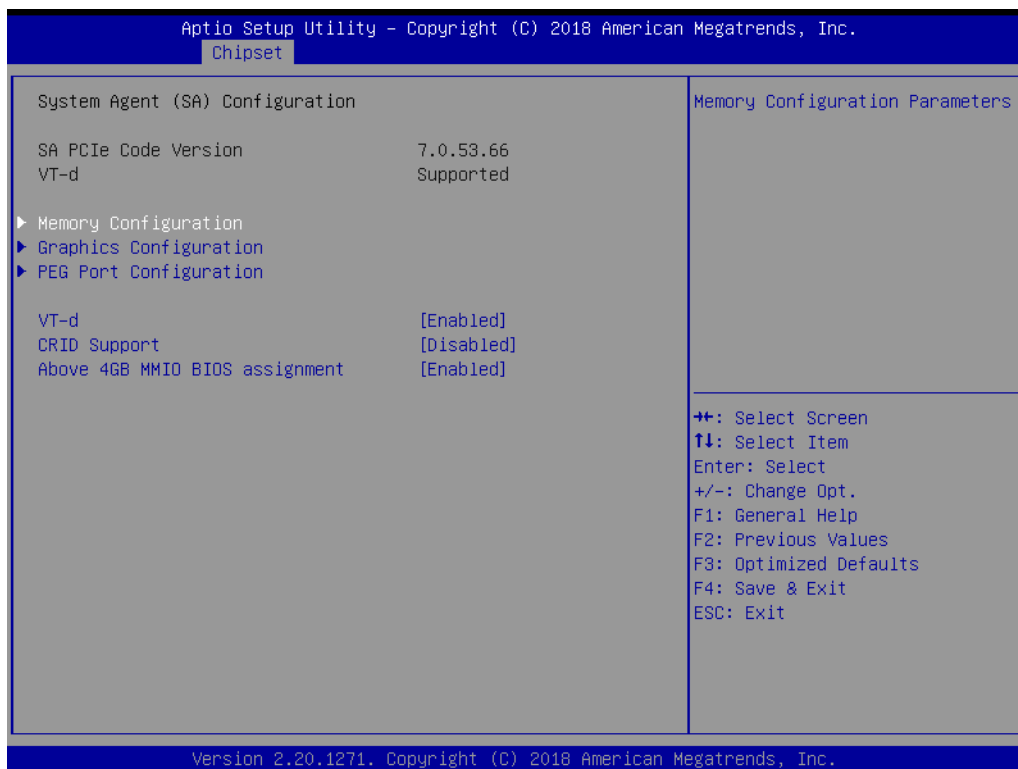 Aptio Setup Utility – Copyright (C) 2018 American Megatrends, Inc.
Chipset
System Agent (SA) Configuration
SA PCIe Code Version 7.0.53.66
VT-d Supported
Memory Configuration
Graphics Configuration
PEG Port Configuration
VT-d [Enabled]
CRID Support [Disabled]
Above 4GB MMIO BIOS assignment [Enabled]
Memory Configuration Parameters
→←: Select Screen
↑↓: Select Item
Enter: Select
+/-: Change Opt.
F1: General Help
F2: Previous Values
F3: Optimized Defaults
F4: Save & Exit
ESC: Exit
Version 2.20.1271. Copyright (C) 2018 American Megatrends, Inc.